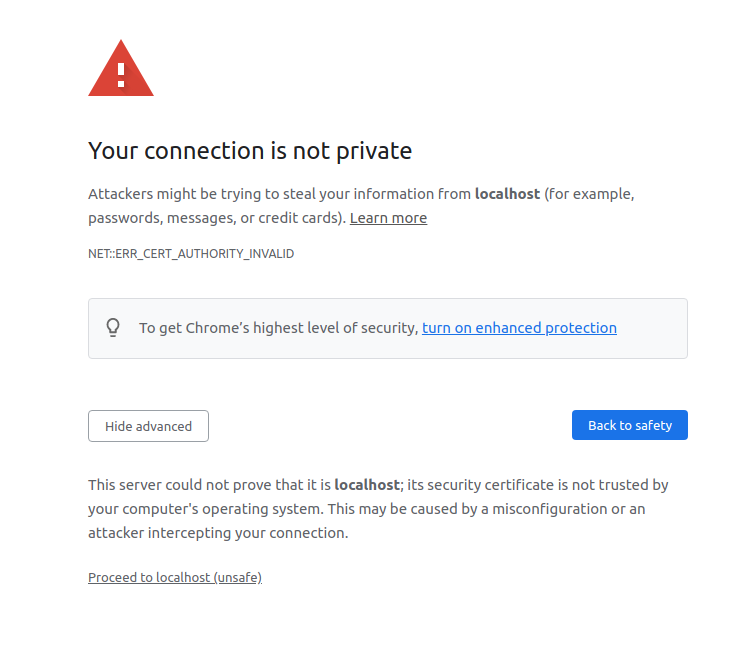 Your connection is not private
Attackers might be trying to steal your information from localhost (for example,
passwords, messages, or credit cards). Learn more
NET::ERR_CERT_AUTHORITY_INVALID
To get Chrome’s highest level of security, turn on enhanced protection
Hide advanced
Back to safety
This server could not prove that it is localhost; its security certificate is not trusted by
your computer's operating system. This may be caused by a misconfiguration or an
attacker intercepting your connection.
Proceed to localhost (unsafe)